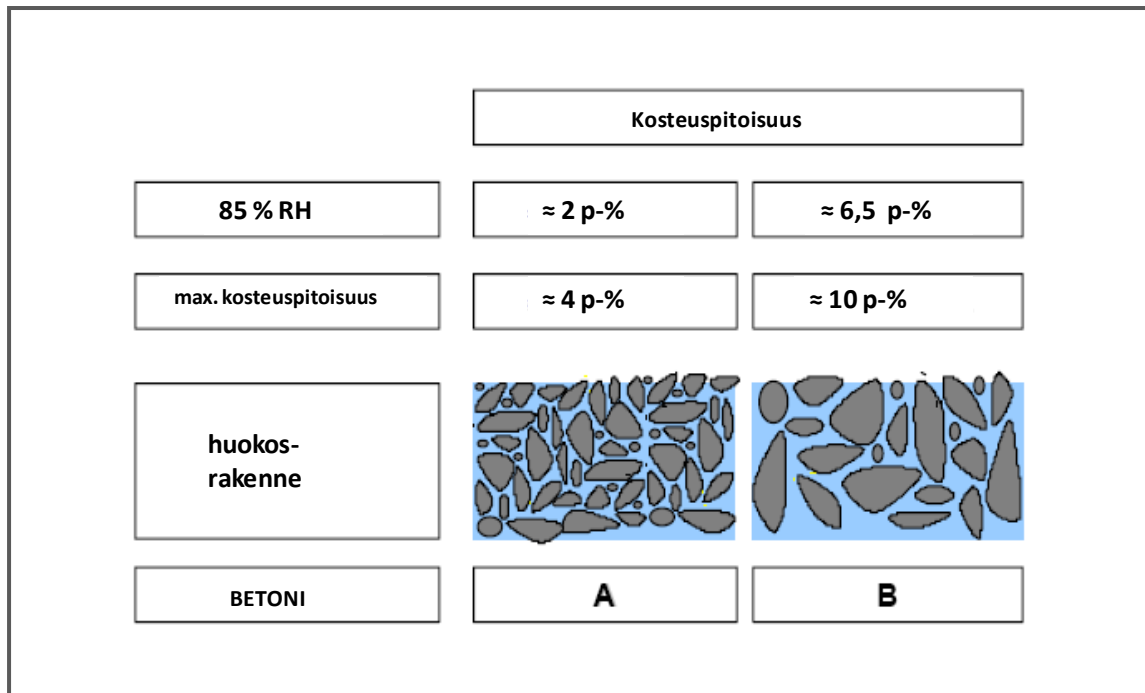 Kosteuspitoisuus
85 % RH
≈ 2 p-%
≈ 6,5 p-%
max. kosteuspitoisuus
≈ 4 p-%
≈ 10 p-%
huokos-
rakenne
BETONI
A
B